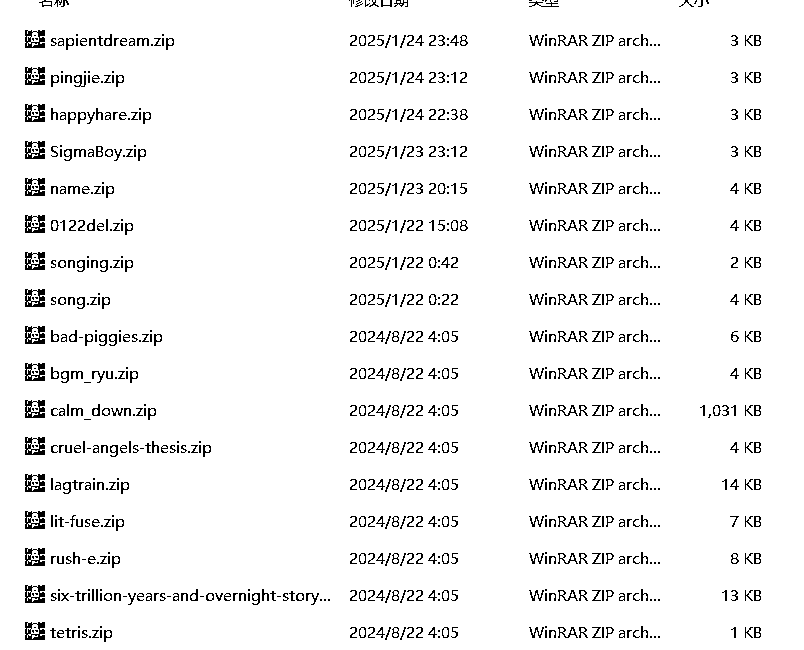 名称 修改日期 类型 大小
sapientdream.zip 2025/1/24 23:48 WinRAR ZIP arch... 3 KB
pingjie.zip 2025/1/24 23:12 WinRAR ZIP arch... 3 KB
happyhare.zip 2025/1/24 22:38 WinRAR ZIP arch... 3 KB
SigmaBoy.zip 2025/1/23 23:12 WinRAR ZIP arch... 3 KB
name.zip 2025/1/23 20:15 WinRAR ZIP arch... 4 KB
0122del.zip 2025/1/22 15:08 WinRAR ZIP arch... 4 KB
songing.zip 2025/1/22 0:42 WinRAR ZIP arch... 2 KB
song.zip 2025/1/22 0:22 WinRAR ZIP arch... 4 KB
bad-piggies.zip 2024/8/22 4:05 WinRAR ZIP arch... 6 KB
bgm_ryu.zip 2024/8/22 4:05 WinRAR ZIP arch... 4 KB
calm_down.zip 2024/8/22 4:05 WinRAR ZIP arch... 1,031 KB
cruel-angels-thesis.zip 2024/8/22 4:05 WinRAR ZIP arch... 4 KB
lagtrain.zip 2024/8/22 4:05 WinRAR ZIP arch... 14 KB
lit-fuse.zip 2024/8/22 4:05 WinRAR ZIP arch... 7 KB
rush-e.zip 2024/8/22 4:05 WinRAR ZIP arch... 8 KB
six-trillion-years-and-overnight-story... 2024/8/22 4:05 WinRAR ZIP arch... 13 KB
tetris.zip 2024/8/22 4:05 WinRAR ZIP arch... 1 KB